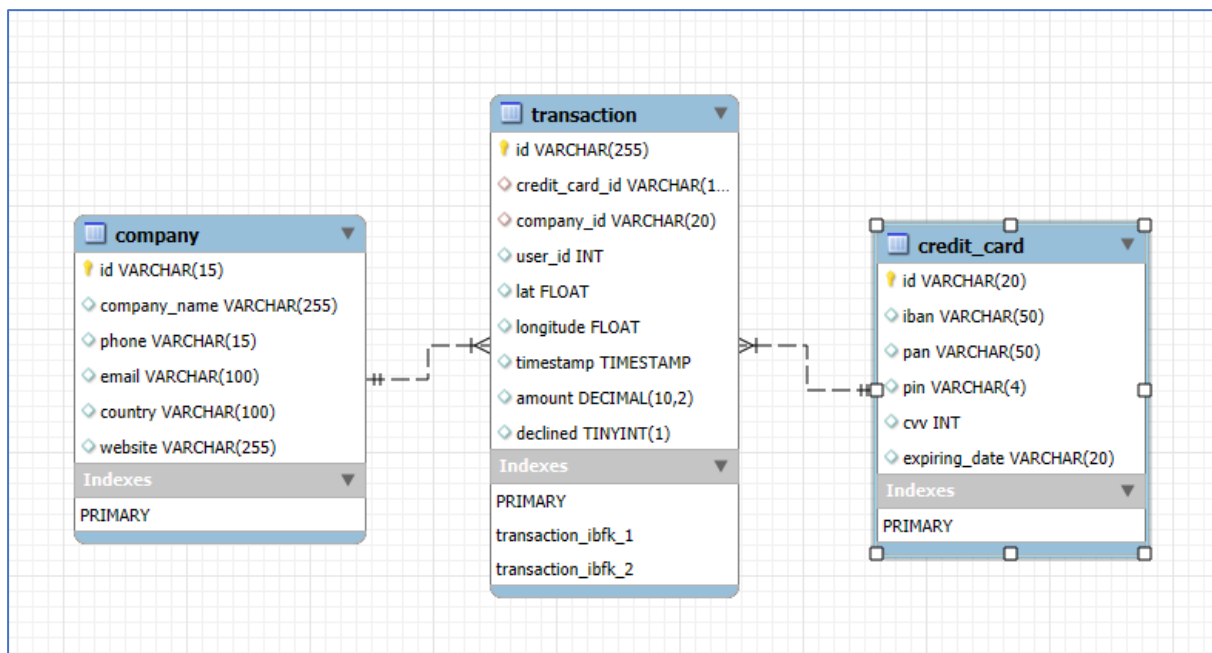 company
id VARCHAR(15)
company_name VARCHAR(255)
phone VARCHAR(15)
email VARCHAR(100)
country VARCHAR(100)
website VARCHAR(255)
Indexes
PRIMARY
transaction
id VARCHAR(255)
credit_card_id VARCHAR(1...
company_id VARCHAR(20)
user_id INT
lat FLOAT
longitude FLOAT
timestamp TIMESTAMP
amount DECIMAL(10,2)
declined TINYINT(1)
Indexes
PRIMARY
transaction_ibfk_1
transaction_ibfk_2
credit_card
id VARCHAR(20)
iban VARCHAR(50)
pan VARCHAR(50)
pin VARCHAR(4)
cvv INT
expiring_date VARCHAR(20)
Indexes
PRIMARY